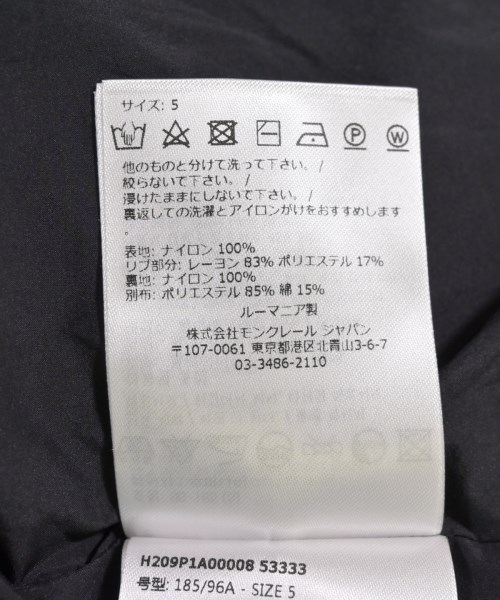 サイズ: 5
P W
他のものと分けて洗って下さい。/
絞らないで下さい。/
浸けたままにしないで下さい。/
裏返しての洗濯とアイロンがけをおすすめします
。
表地: ナイロン 100%
リブ部分: レーヨン 83% ポリエステル 17%
裏地: ナイロン 100%
別布: ポリエステル 85% 綿 15%
ルーマニア製
株式会社モンクレール ジャパン
〒107-0061 東京都港区北青山3-6-7
03-3486-2110
H209P1A00008 53333
号型: 185/96A - SIZE 5